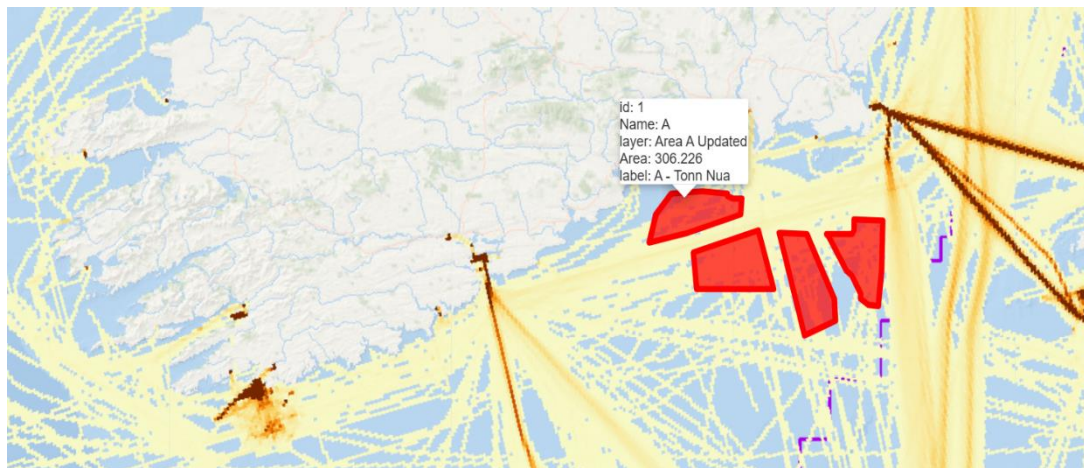 id: 1
Name: A
layer: Area A Updated
Area: 306.226
label: A - Tonn Nua